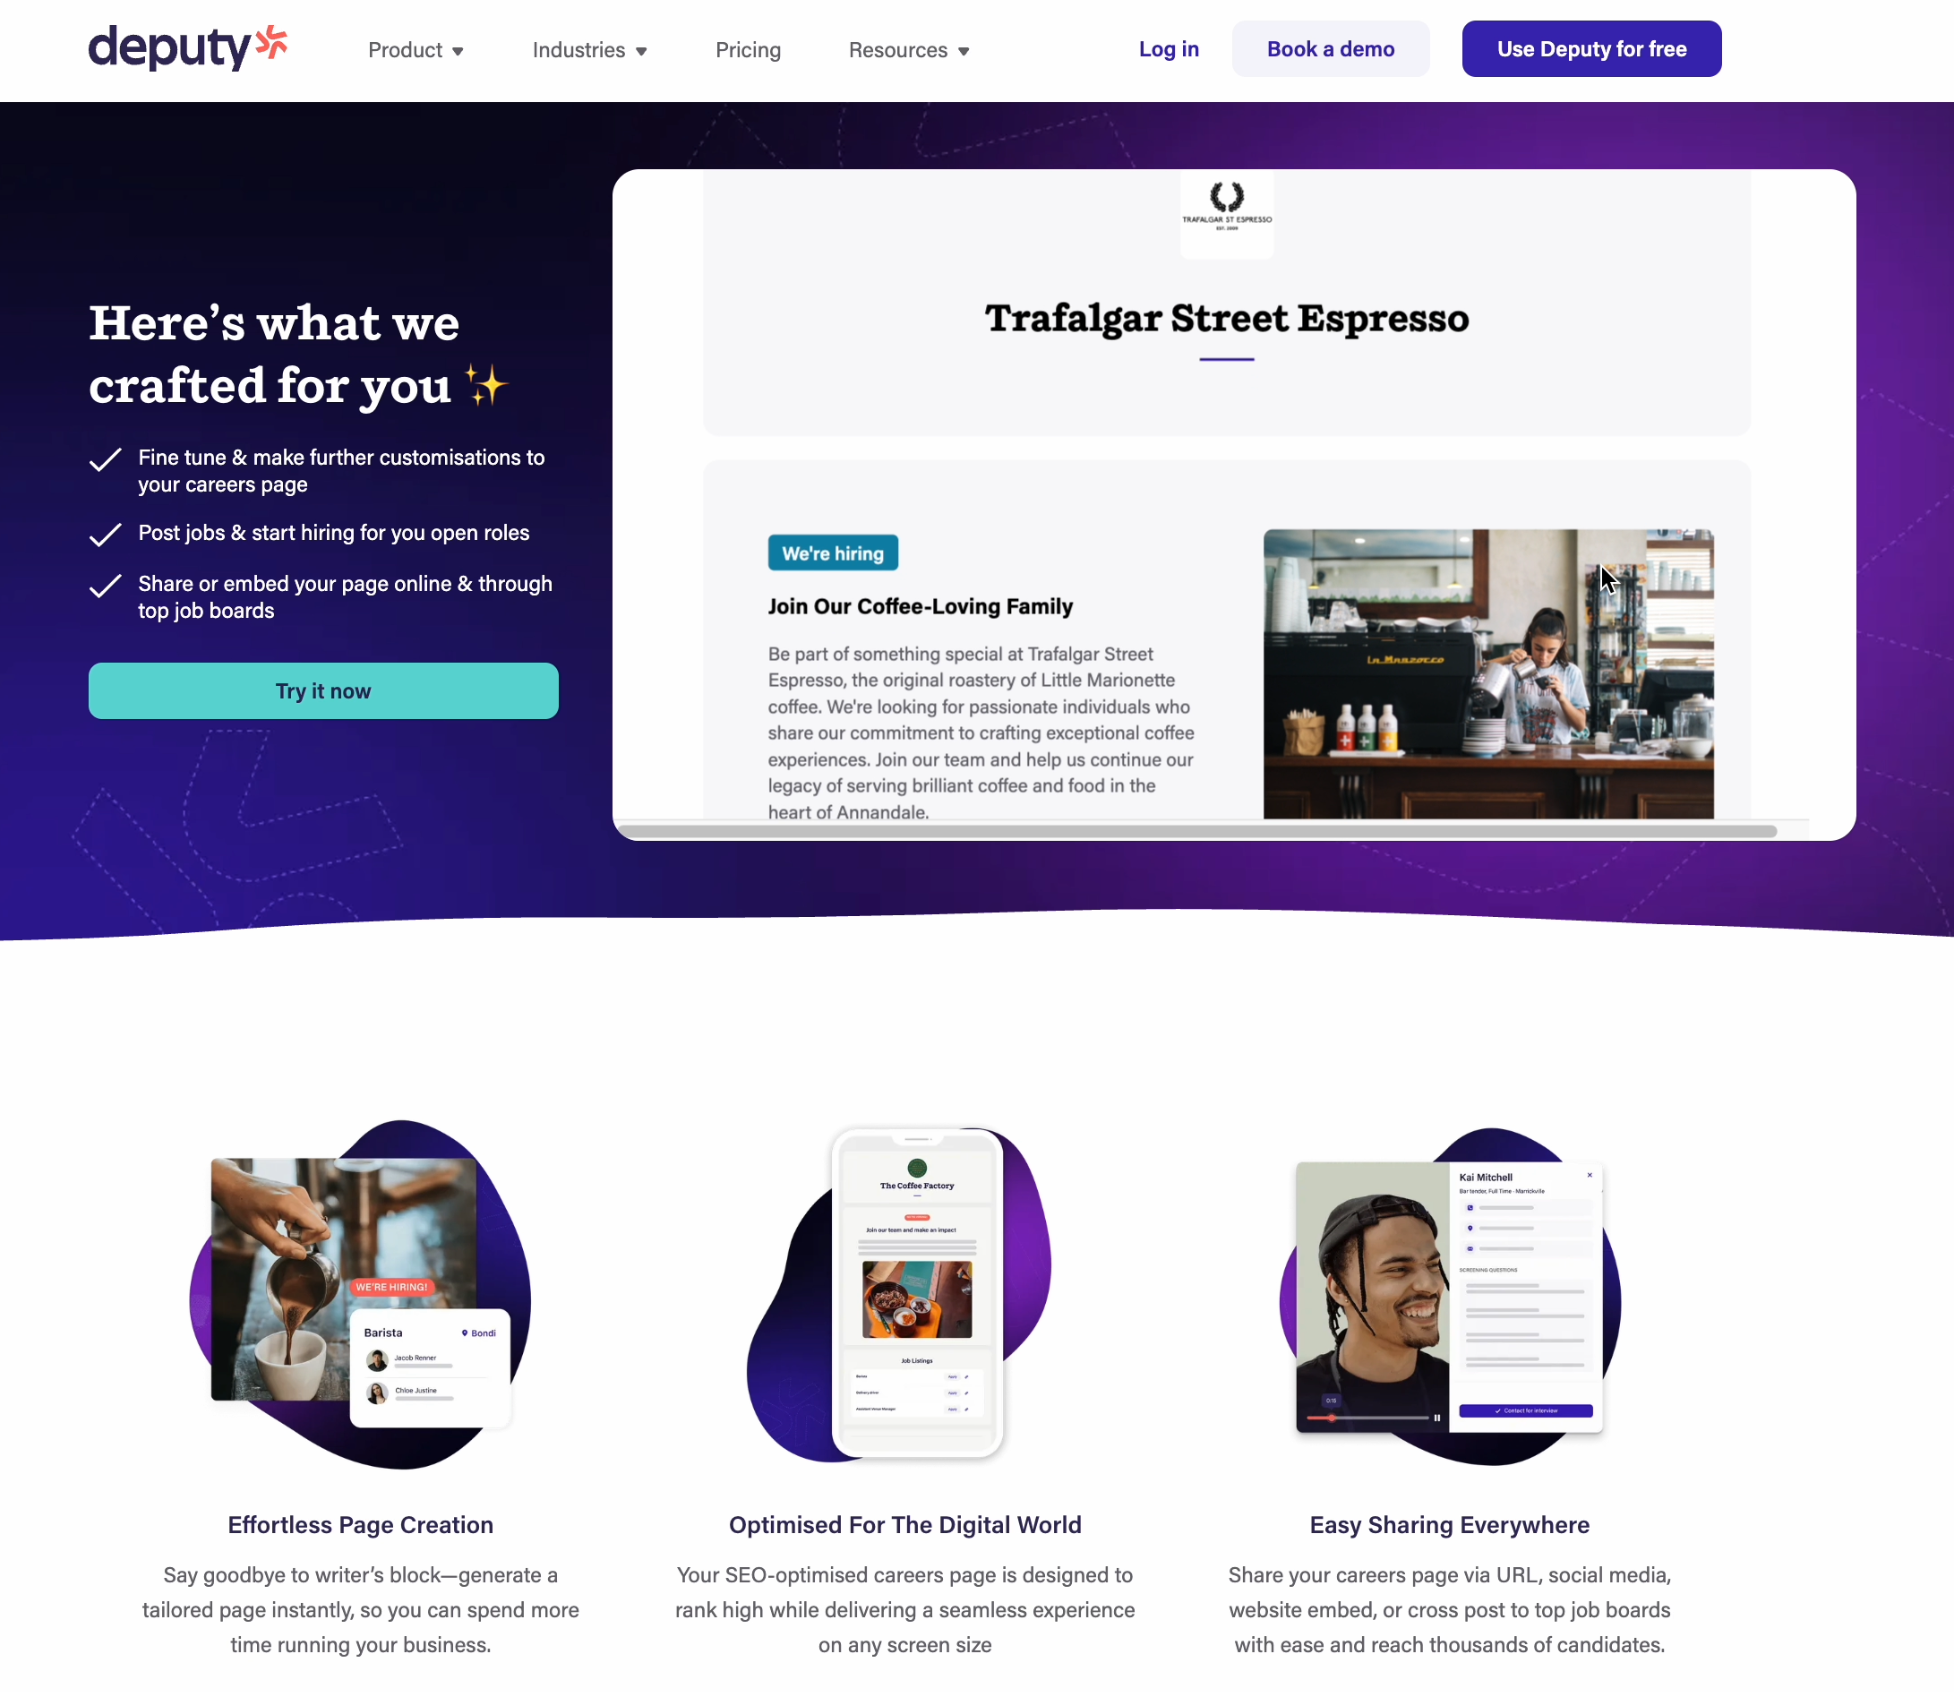 deputy
Product
Industries
Pricing
Resources
Log in
Book a demo
Use Deputy for free
Here’s what we
crafted for you ✨
Fine tune & make further customisations to
your careers page
Post jobs & start hiring for you open roles
Share or embed your page online & through
top job boards
Try it now
TRAFALGAR ST ESPRESSO
EST. 2009
Trafalgar Street Espresso
We're hiring
Join Our Coffee-Loving Family
Be part of something special at Trafalgar Street
Espresso, the original roastery of Little Marionette
coffee. We're looking for passionate individuals who
share our commitment to crafting exceptional coffee
experiences. Join our team and help us continue our
legacy of serving brilliant coffee and food in the
heart of Annandale.
La Marzocco
WE'RE HIRING!
Barista
Bondi
Jacob Renner
Chloe Justine
Effortless Page Creation
Say goodbye to writer’s block—generate a
tailored page instantly, so you can spend more
time running your business.
The Coffee Factory
Join our team and make an impact
Job Listings
Barista
Delivery driver
Assistant Venue Manager
Optimised For The Digital World
Your SEO-optimised careers page is designed to
rank high while delivering a seamless experience
on any screen size
Kai Mitchell
Bartender, Full Time - Marrickville
SCREENING QUESTIONS
Contact for interview
Easy Sharing Everywhere
Share your careers page via URL, social media,
website embed, or cross post to top job boards
with ease and reach thousands of candidates.